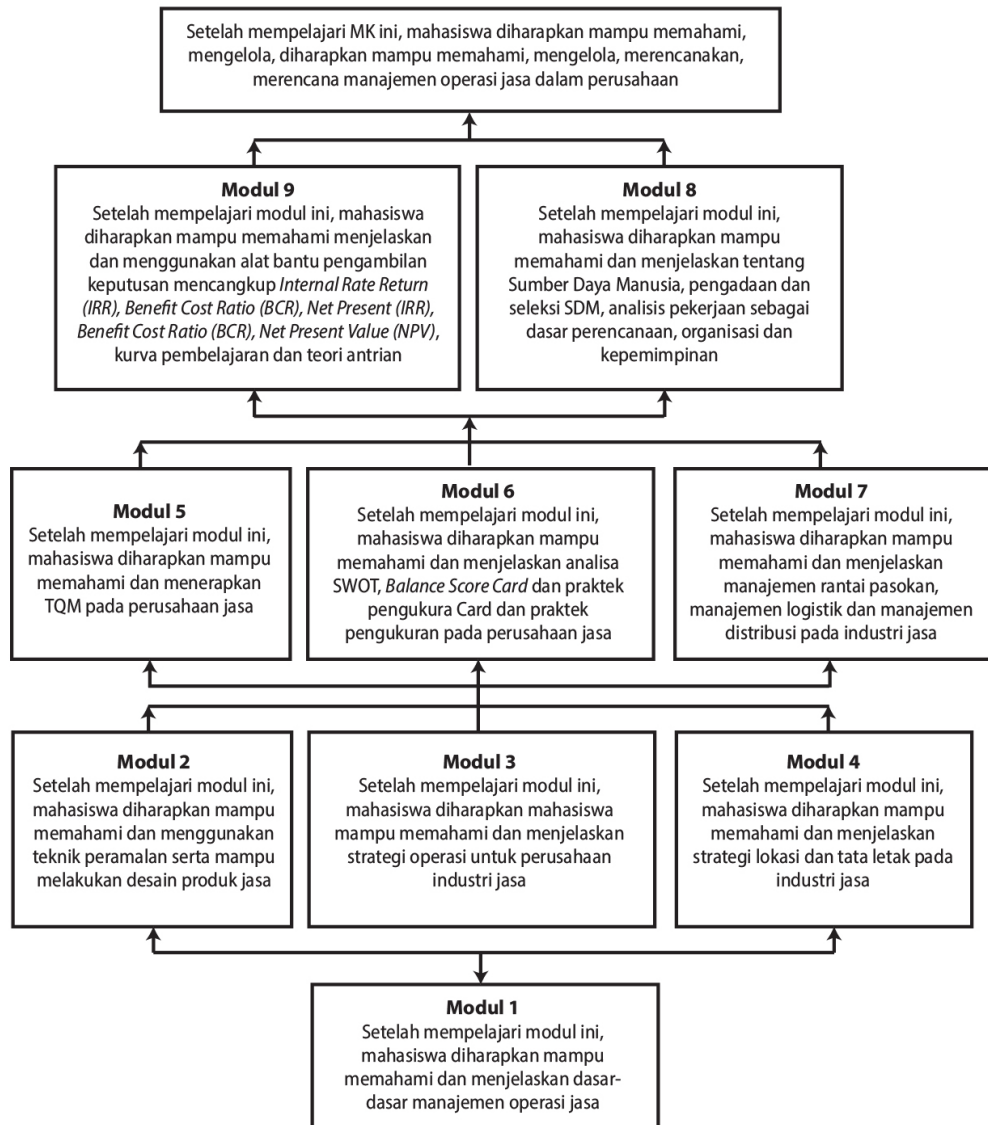 Setelah mempelajari MK ini, mahasiswa diharapkan mampu memahami,
mengelola, diharapkan mampu memahami, mengelola, merencanakan,
merencana manajemen operasi jasa dalam perusahaan
Modul 9
Setelah mempelajari modul ini, mahasiswa
diharapkan mampu memahami menjelaskan
dan menggunakan alat bantu pengambilan
keputusan mencangkup Internal Rate Return
(IRR), Benefit Cost Ratio (BCR), Net Present (IRR),
Benefit Cost Ratio (BCR), Net Present Value (NPV),
kurva pembelajaran dan teori antrian
Modul 8
Setelah mempelajari modul ini,
mahasiswa diharapkan mampu
memahami dan menjelaskan tentang
Sumber Daya Manusia, pengadaan dan
seleksi SDM, analisis pekerjaan sebagai
dasar perencanaan, organisasi dan
kepemimpinan
Modul 5
Setelah mempelajari modul ini,
mahasiswa diharapkan mampu
memahami dan menerapkan
TQM pada perusahaan jasa
Modul 6
Setelah mempelajari modul ini,
mahasiswa diharapkan mampu
memahami dan menjelaskan analisa
SWOT, Balance Score Card dan praktek
pengukura Card dan praktek
pengukuran pada perusahaan jasa
Modul 7
Setelah mempelajari modul ini,
mahasiswa diharapkan mampu
memahami dan menjelaskan
manajemen rantai pasokan,
manajemen logistik dan manajemen
distribusi pada industri jasa
Modul 2
Setelah mempelajari modul ini,
mahasiswa diharapkan mampu
memahami dan menggunakan
teknik peramalan serta mampu
melakukan desain produk jasa
Modul 3
Setelah mempelajari modul ini,
mahasiswa diharapkan mahasiswa
mampu memahami dan menjelaskan
strategi operasi untuk perusahaan
industri jasa
Modul 4
Setelah mempelajari modul ini,
mahasiswa diharapkan mampu
memahami dan menjelaskan
strategi lokasi dan tata letak pada
industri jasa
Modul 1
Setelah mempelajari modul ini,
mahasiswa diharapkan mampu
memahami dan menjelaskan dasar-
dasar manajemen operasi jasa